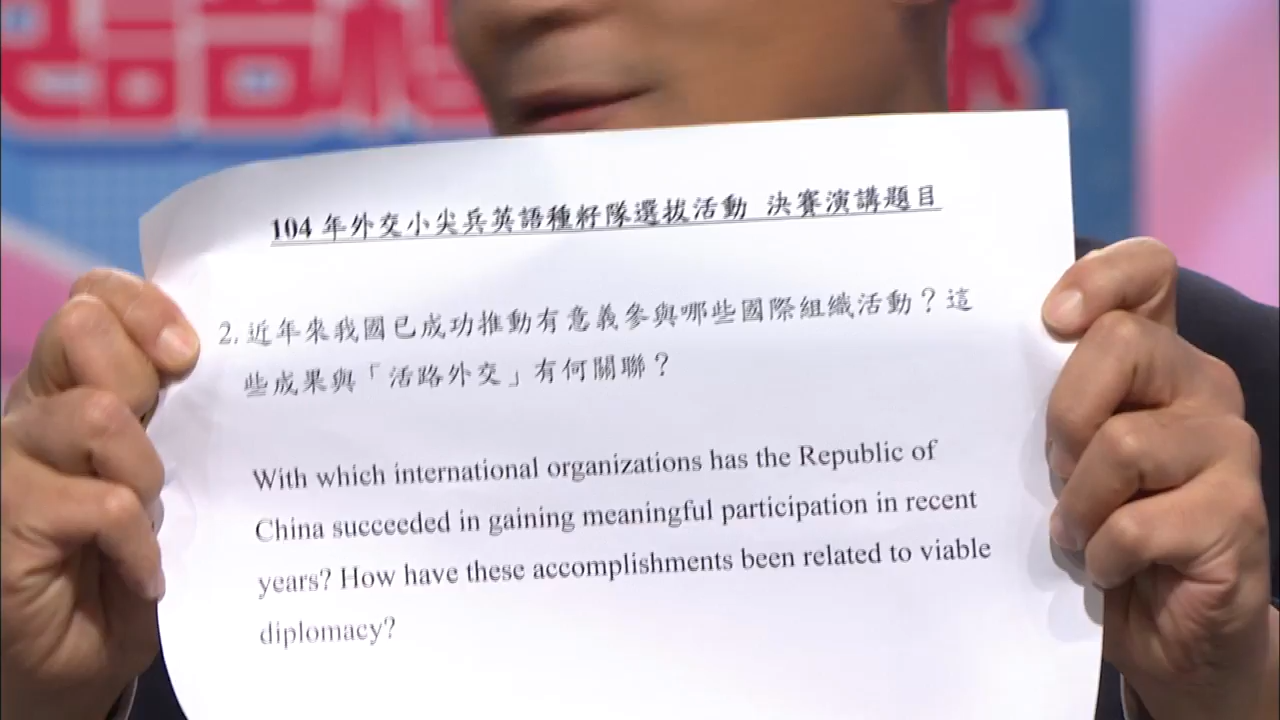 語種
104 年外交小尖兵英語種籽隊選拔活動 決賽演講題目
2. 近年來我國已成功推動有意義參與哪些國際組織活動？這
些成果與「活路外交」有何關聯？
With which international organizations has the Republic of
China succeeded in gaining meaningful participation in recent
years? How have these accomplishments been related to viable
diplomacy?